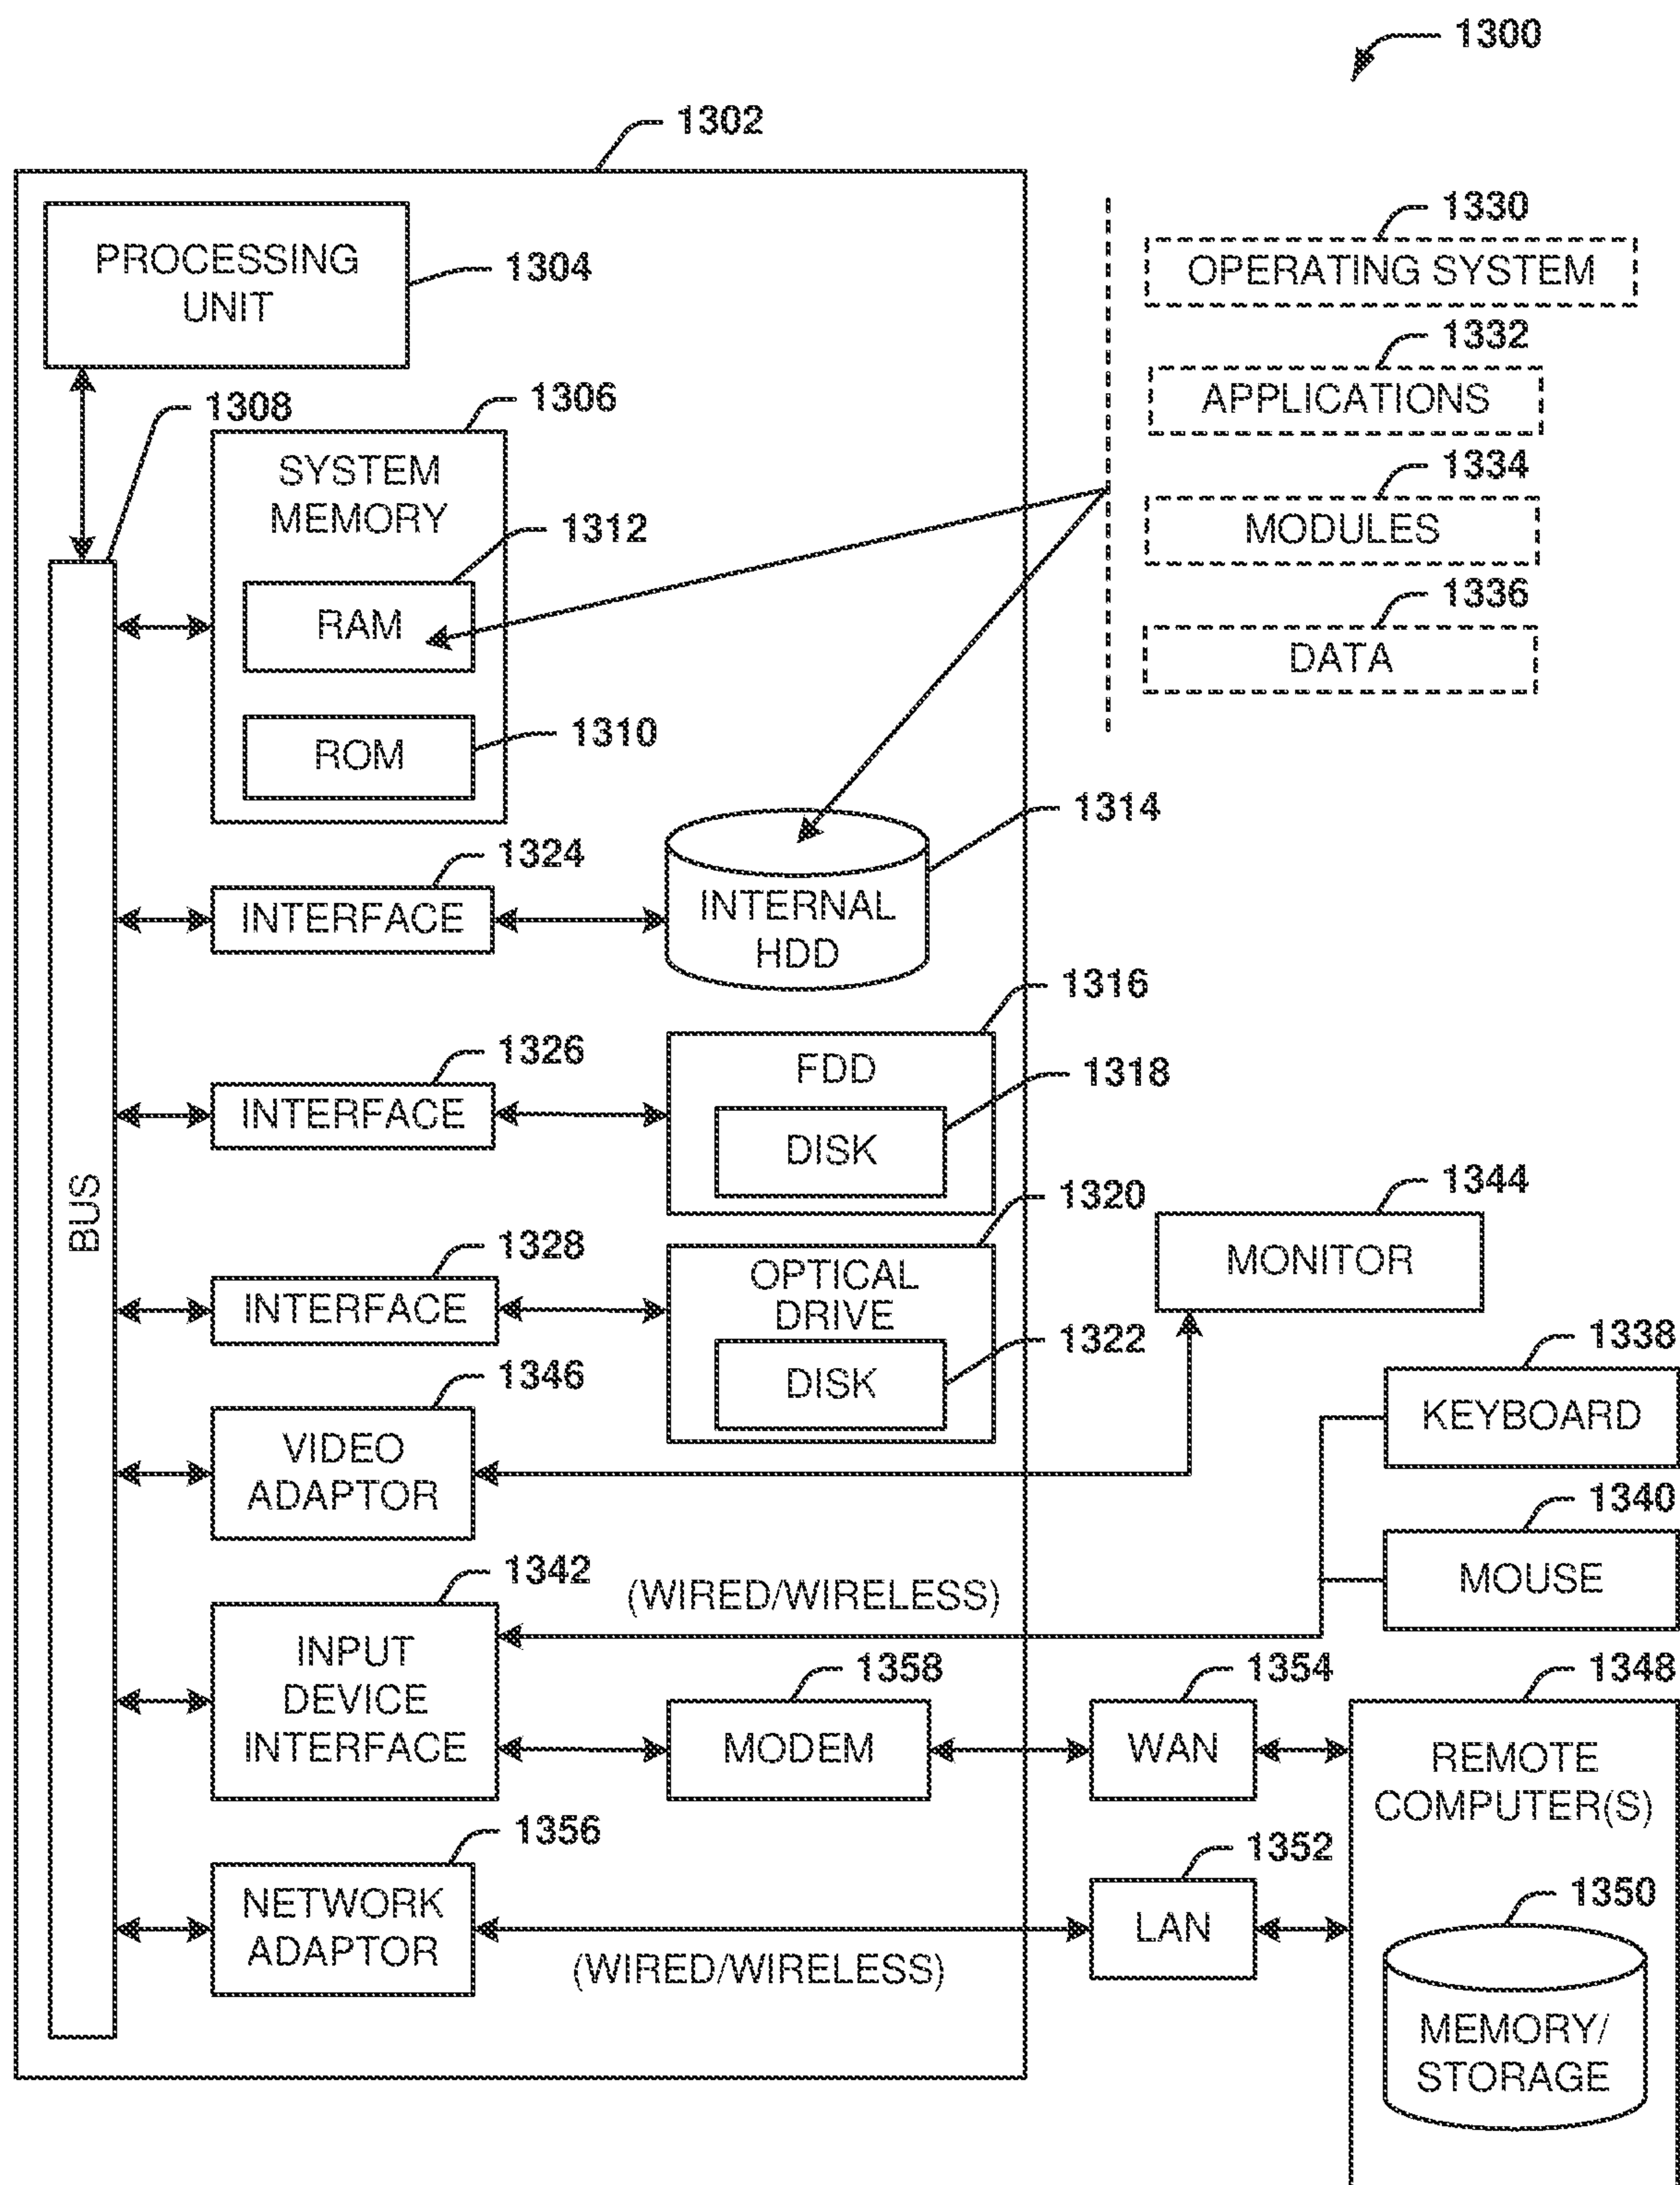 1300
1302
PROCESSING
UNIT
1304
1330
OPERATING SYSTEM
1332
APPLICATIONS
1334
MODULES
1336
DATA
1308
1306
SYSTEM
MEMORY
1312
RAM
1310
ROM
1314
INTERNAL
HDD
1324
INTERFACE
1316
FDD
1318
DISK
1326
INTERFACE
BUS
1320
OPTICAL
DRIVE
1322
DISK
1328
INTERFACE
1344
MONITOR
1346
VIDEO
ADAPTOR
1338
KEYBOARD
1340
MOUSE
1342
INPUT
DEVICE
INTERFACE
(WIRED/WIRELESS)
1358
MODEM
1354
WAN
1348
REMOTE
COMPUTER(S)
1356
NETWORK
ADAPTOR
(WIRED/WIRELESS)
1352
LAN
1350
MEMORY/
STORAGE